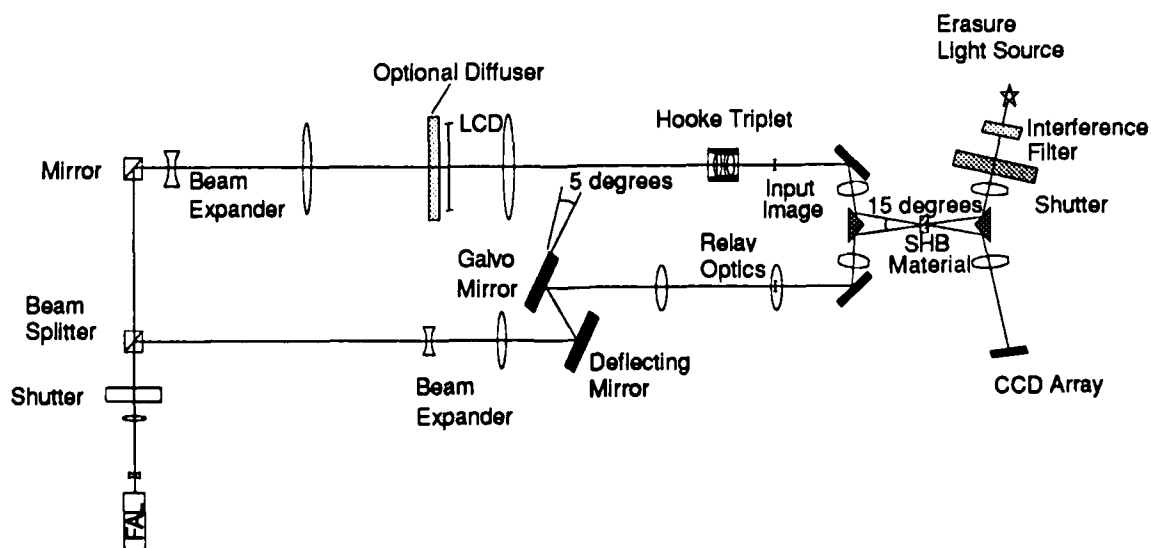 Erasure
Light Source
Optional Diffuser
LCD
Hooke Triplet
Interference
Filter
Mirror
Beam
Expander
5 degrees
Input
Image
15 degrees
Shutter
SHB
Material
Galvo
Mirror
Relay
Optics
Beam
Splitter
Deflecting
Mirror
Shutter
Beam
Expander
CCD Array
FAL